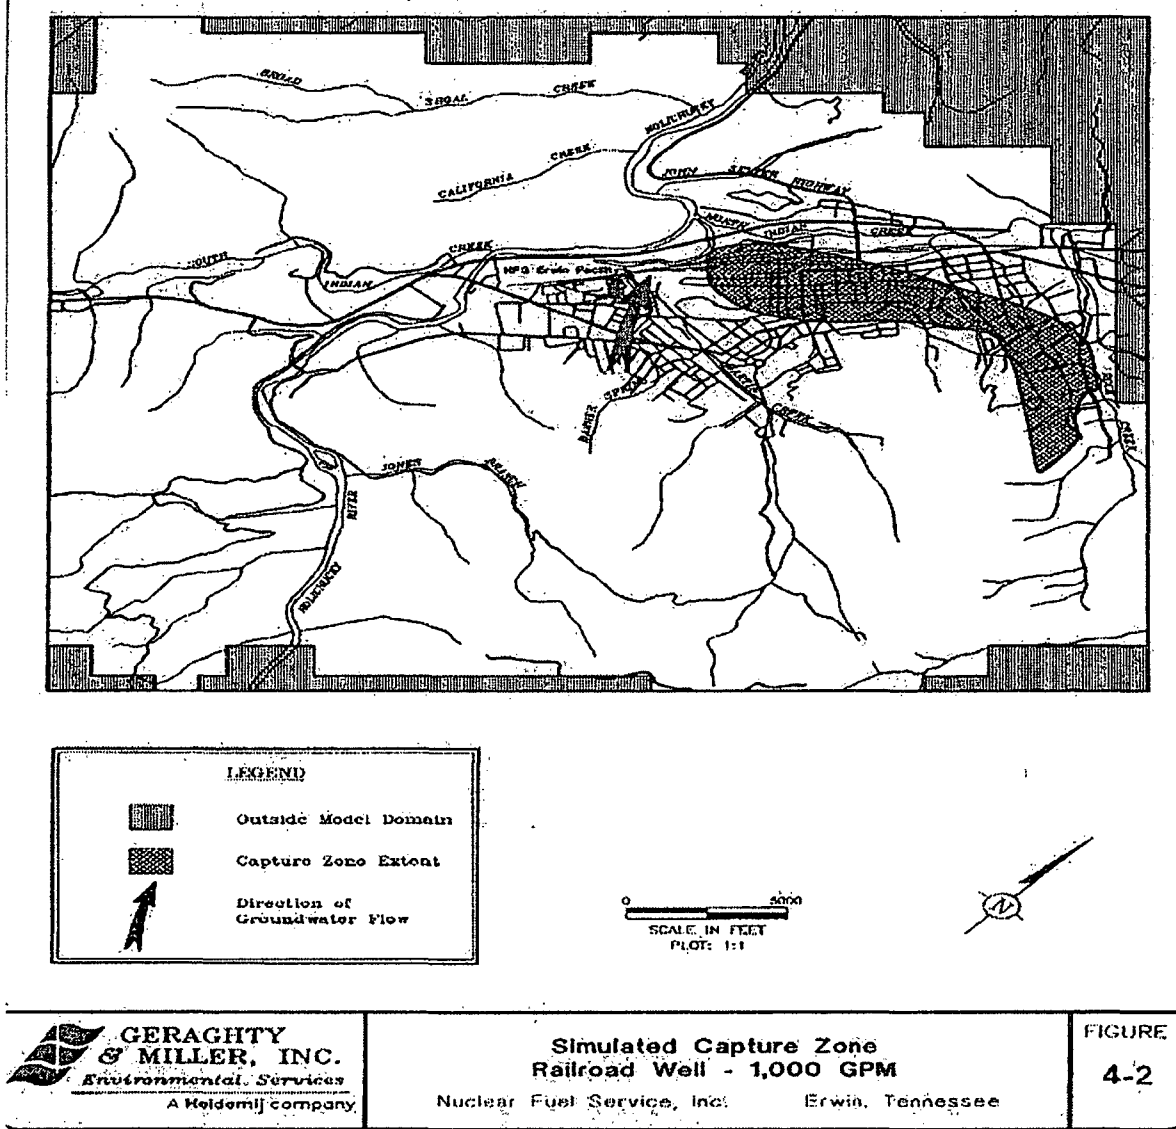 BROAD
SHOAL
CREEK
NOLICHUCKY
CREEK
CALIFORNIA
JOHN SEVIER HIGHWAY
INDIAN
CREEK
SOUTH
INDIAN
CREEK
BANNER SPRING
CREEK
JONES
BRANCH
RIVER
NOLICHUCKY
CREEK
LEGEND
Outside Model Domain
Capture Zone Extent
Direction of
Groundwater Flow
0 5000
SCALE IN FEET
PLOT: 1:1
N
GERAGHTY
& MILLER, INC.
Environmental Services
A Heidemij company
Simulated Capture Zone
Railroad Well - 1,000 GPM
Nuclear Fuel Service, Inc. Erwin, Tennessee
FIGURE
4-2